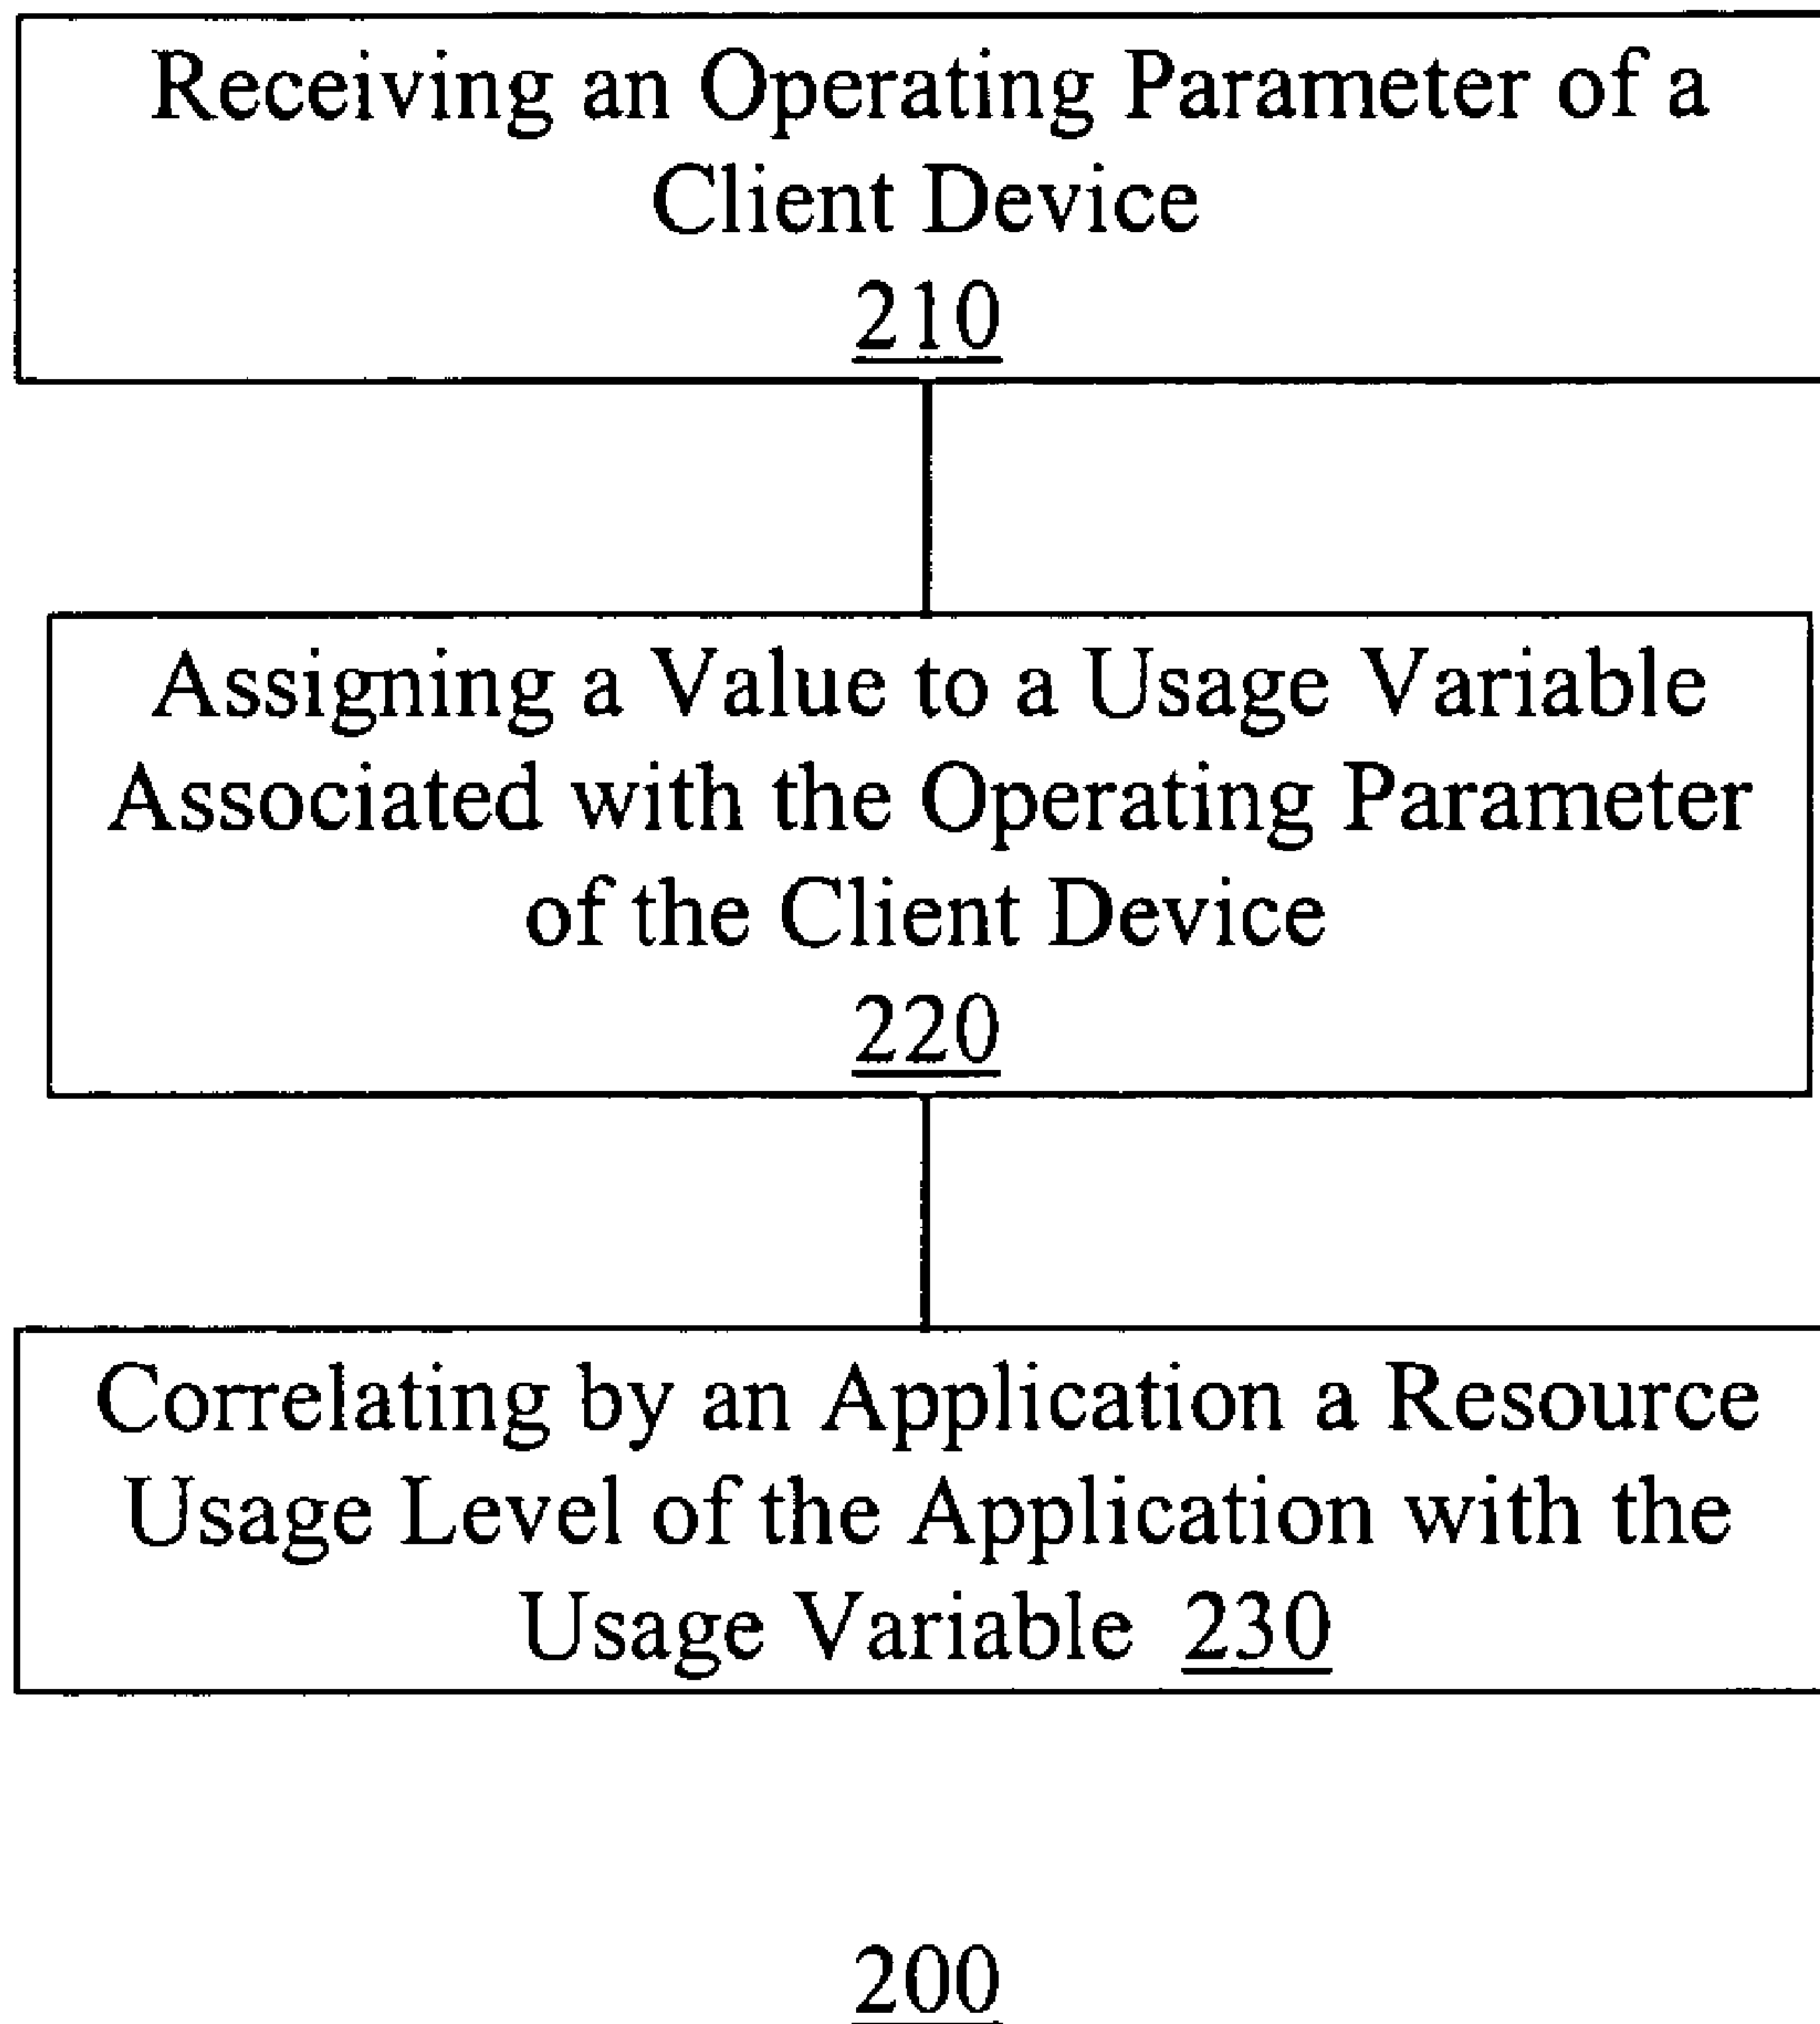 Receiving an Operating Parameter of a
Client Device
210
Assigning a Value to a Usage Variable
Associated with the Operating Parameter
of the Client Device
220
Correlating by an Application a Resource
Usage Level of the Application with the
Usage Variable 230
200